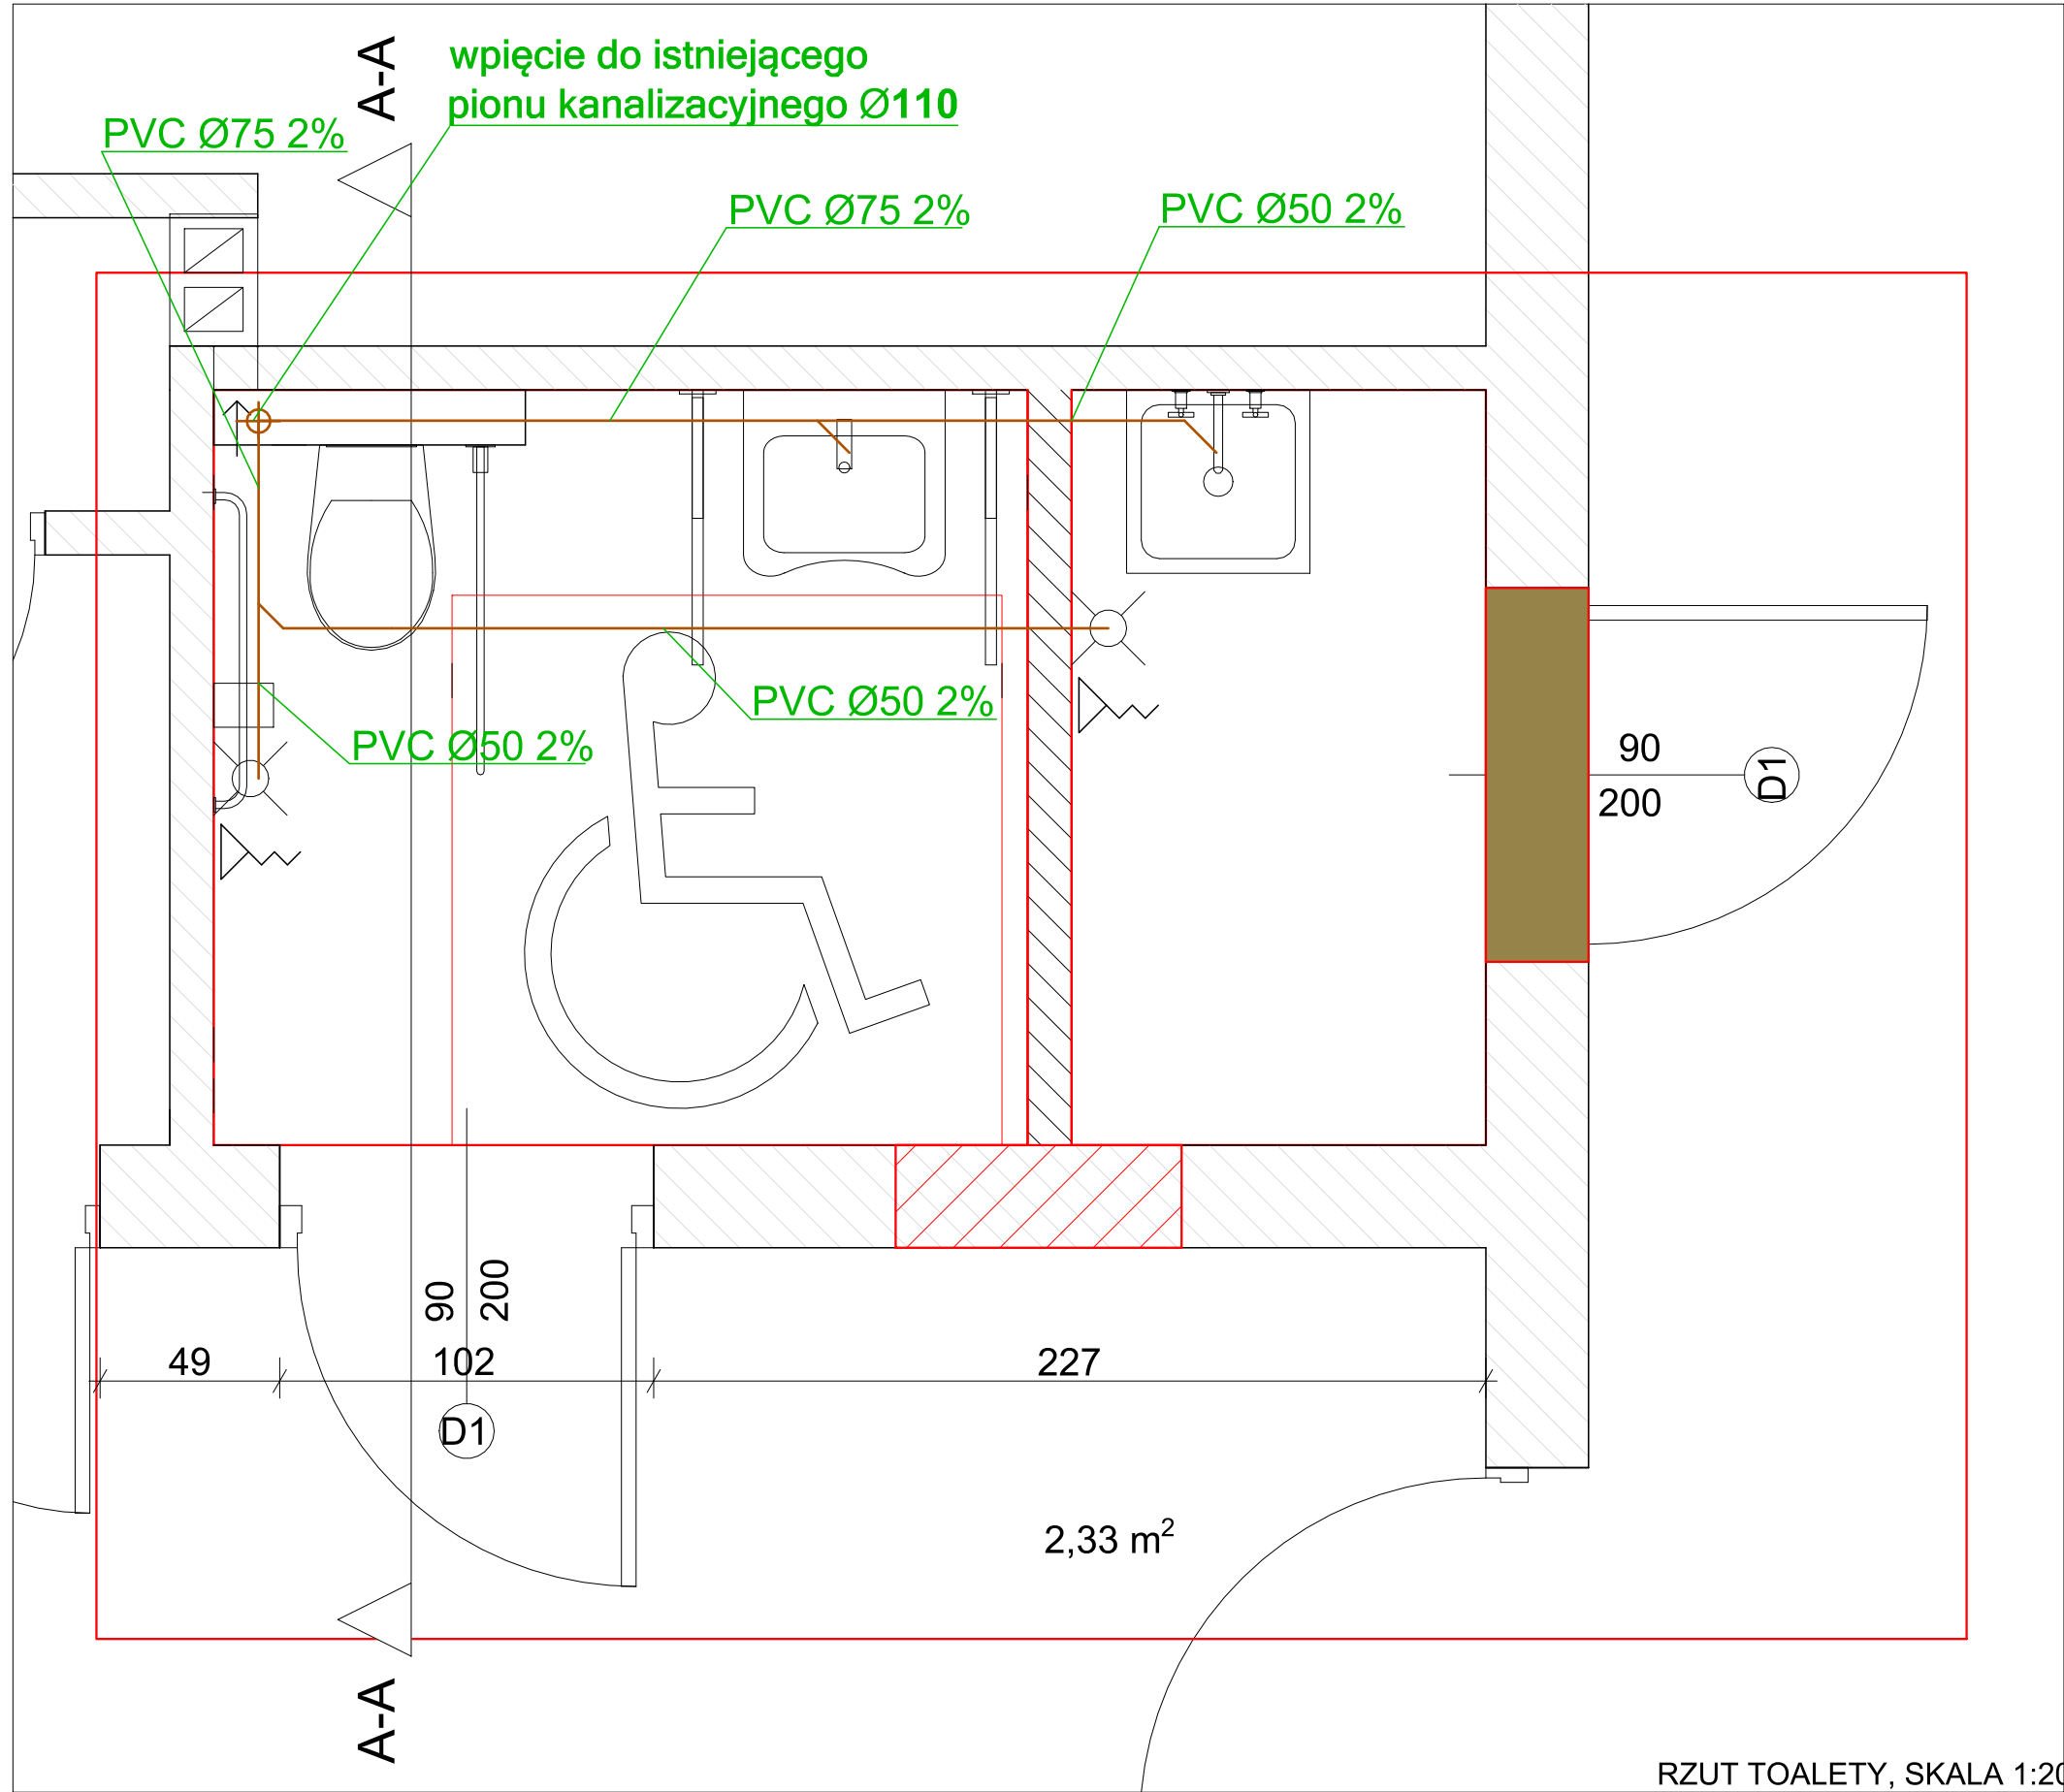 A-A
wpięcie do istniejącego
pionu kanalizacyjnego Ø110
PVC Ø75 2%
PVC Ø75 2%
PVC Ø50 2%
PVC Ø50 2%
PVC Ø50 2%
90
200
D1
90
200
49
102
227
D1
2,33 m²
A-A
RZUT TOALETY, SKALA 1:20